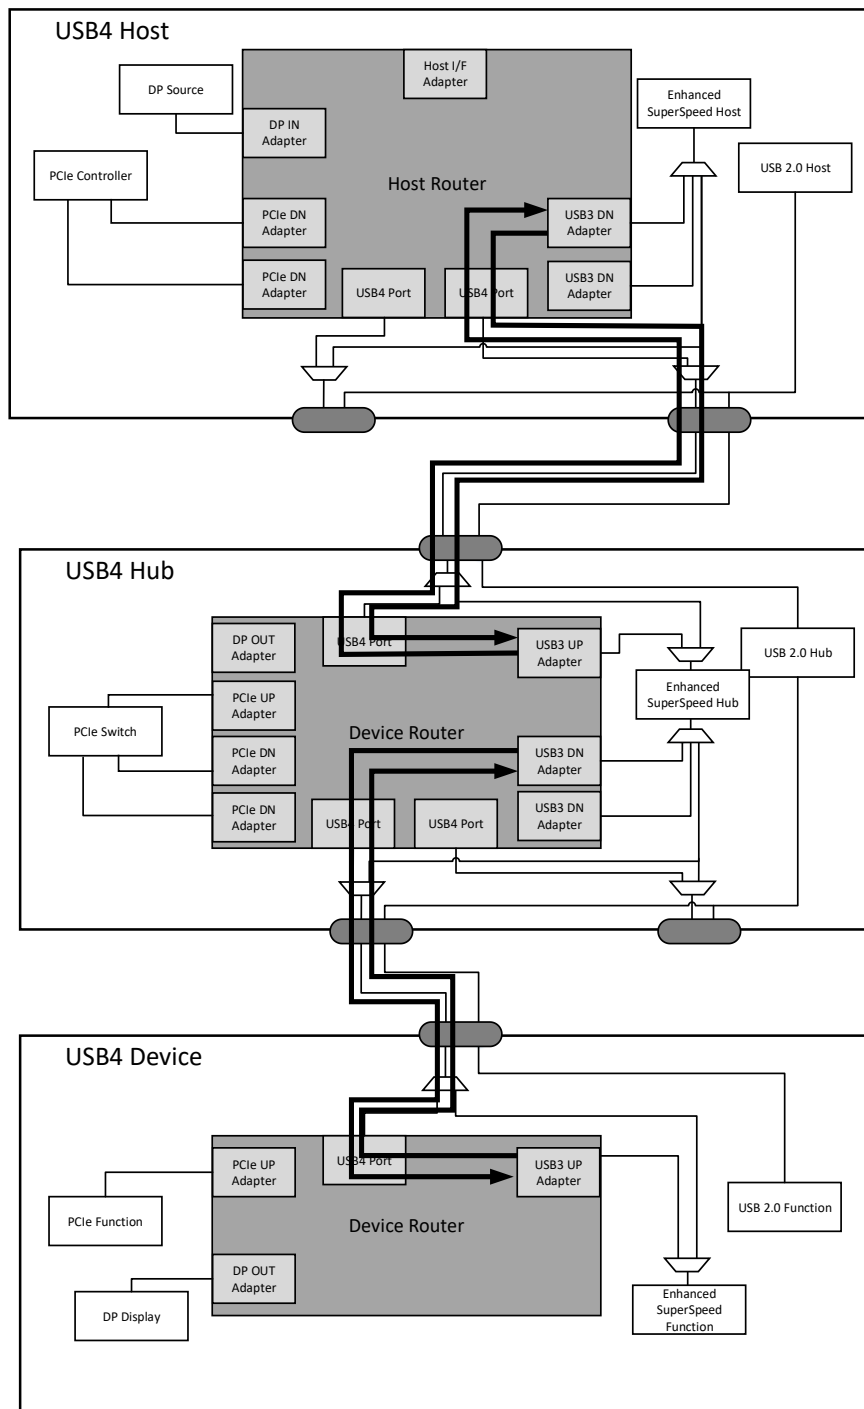 USB4 Host
Host I/F
Adapter
DP Source
Enhanced
SuperSpeed Host
DP IN
Adapter
PCIe Controller
USB 2.0 Host
Host Router
PCIe DN
Adapter
USB3 DN
Adapter
PCIe DN
Adapter
USB4 Port
USB4 Port
USB3 DN
Adapter
USB4 Hub
DP OUT
Adapter
USB4 Port
USB3 UP
Adapter
USB 2.0 Hub
PCIe UP
Adapter
Enhanced
SuperSpeed Hub
PCIe Switch
Device Router
PCIe DN
Adapter
USB3 DN
Adapter
PCIe DN
Adapter
USB4 Port
USB4 Port
USB3 DN
Adapter
USB4 Device
PCIe UP
Adapter
USB4 Port
USB3 UP
Adapter
PCIe Function
USB 2.0 Function
Device Router
DP OUT
Adapter
DP Display
Enhanced
SuperSpeed
Function